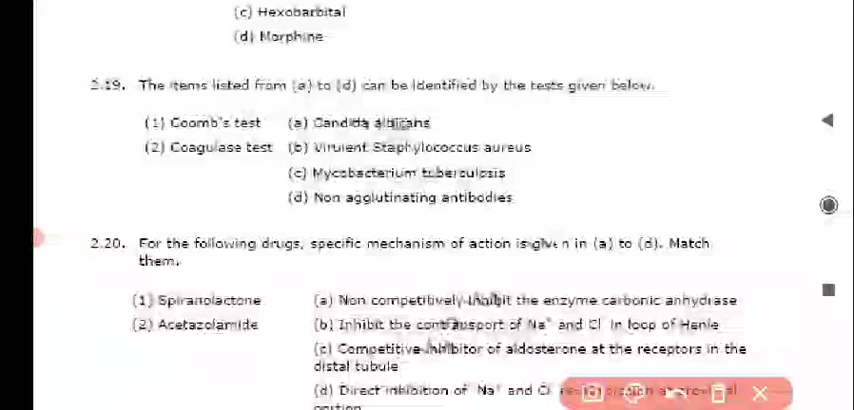 (c) Hexobarbital
(d) Morphine
2.19. The items listed from (a) to (d) can be identified by the tests given below.
(1) Coomb's test (a) Candida albicans
(2) Coagulase test (b) Virulent Staphylococcus aureus
(c) Mycobacterium tuberculosis
(d) Non agglutinating antibodies
2.20. For the following drugs, specific mechanism of action is given in (a) to (d). Match
them.
(1) Spiranolactone (a) Non competitively inhibit the enzyme carbonic anhydrase
(2) Acetazolamide (b) Inhibit the contransport of Na⁺ and Cl⁻ in loop of Henle
(c) Competitive inhibitor of aldosterone at the receptors in the
distal tubule
(d) Direct inhibition of Na⁺ and Cl